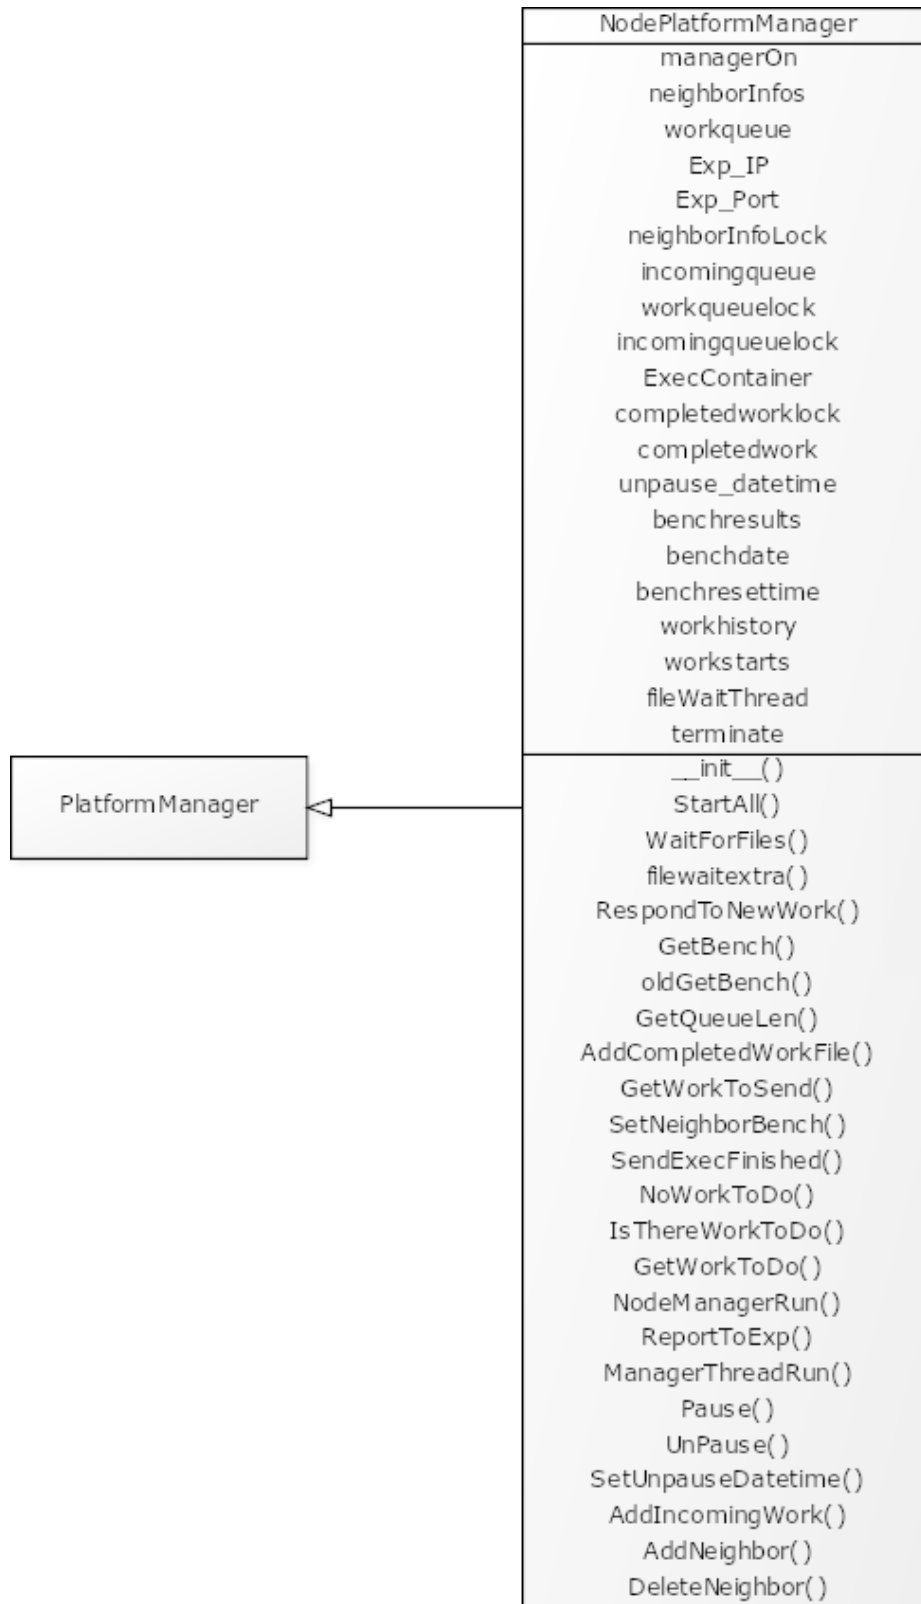 NodePlatformManager
managerOn
neighborInfos
workqueue
Exp_IP
Exp_Port
neighborInfoLock
incomingqueue
workqueuelock
incomingqueuelock
ExecContainer
completedworklock
completedwork
unpause_datetime
benchresults
benchdate
benchresettime
workhistory
workstarts
fileWaitThread
terminate
PlatformManager
__init__()
StartAll()
WaitForFiles()
filewaitextra()
RespondToNewWork()
GetBench()
oldGetBench()
GetQueueLen()
AddCompletedWorkFile()
GetWorkToSend()
SetNeighborBench()
SendExecFinished()
NoWorkToDo()
IsThereWorkToDo()
GetWorkToDo()
NodeManagerRun()
ReportToExp()
ManagerThreadRun()
Pause()
UnPause()
SetUnpauseDatetime()
AddIncomingWork()
AddNeighbor()
DeleteNeighbor()